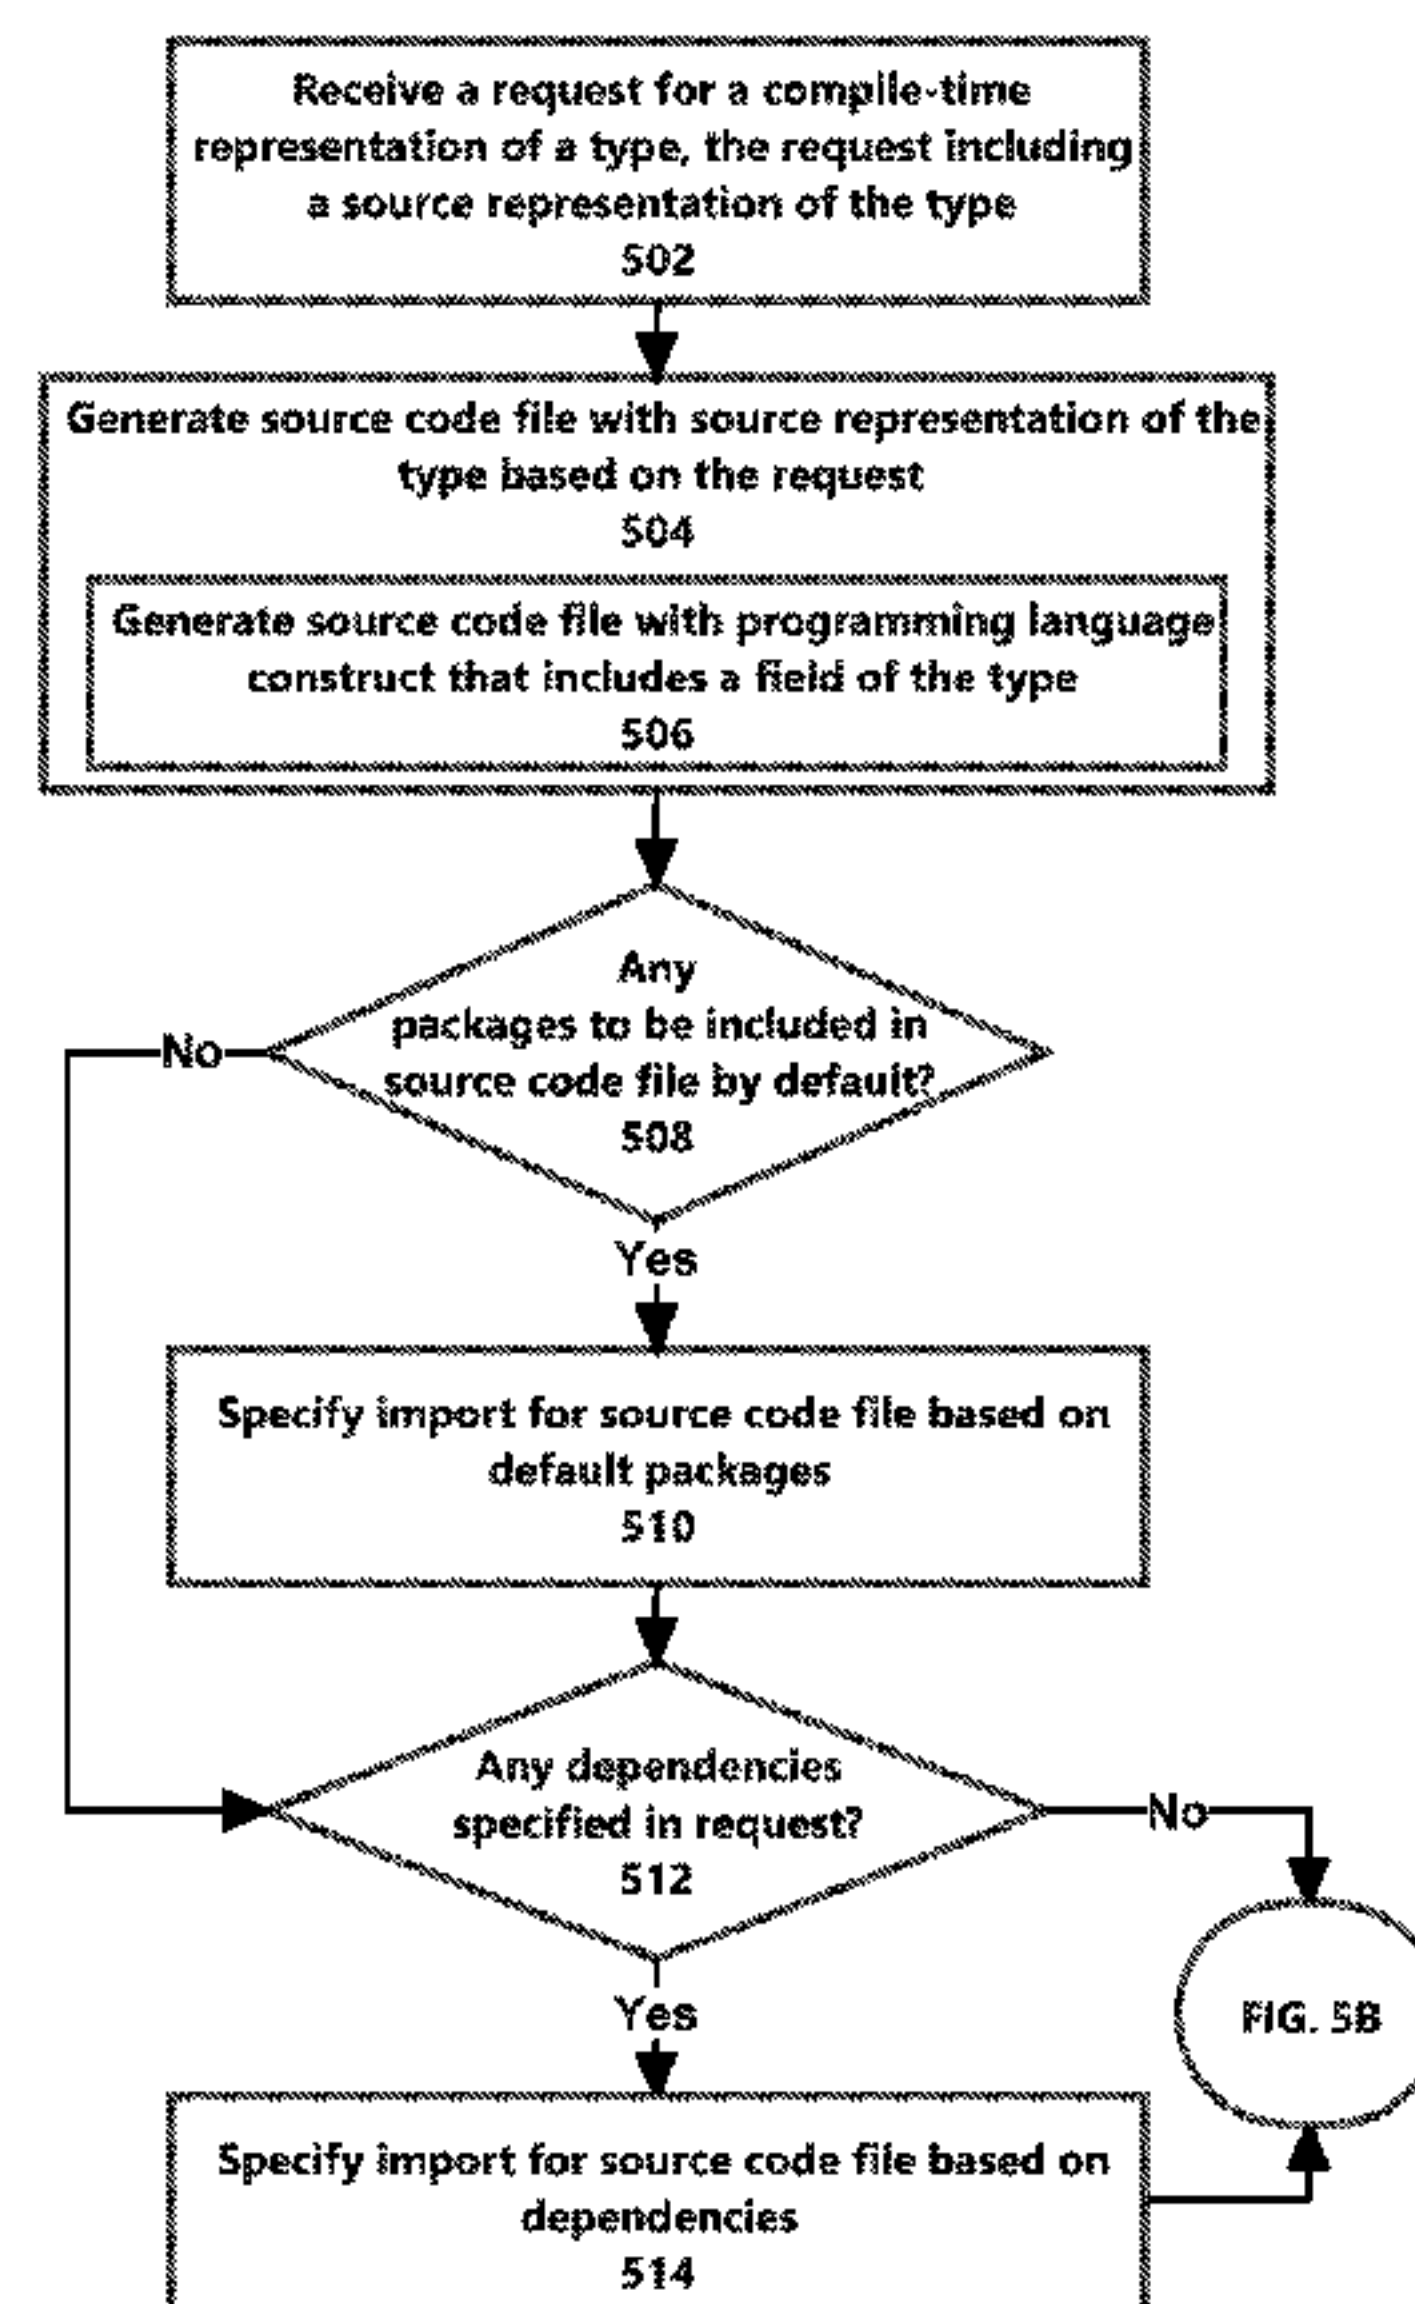 Receive a request for a compile-time
representation of a type, the request including
a source representation of the type
502
Generate source code file with source representation of the
type based on the request
504
Generate source code file with programming language
construct that includes a field of the type
506
Any
packages to be included in
source code file by default?
508
No
Yes
Specify import for source code file based on
default packages
510
Any dependencies
specified in request?
512
No
Yes
FIG. 5B
Specify import for source code file based on
dependencies
514